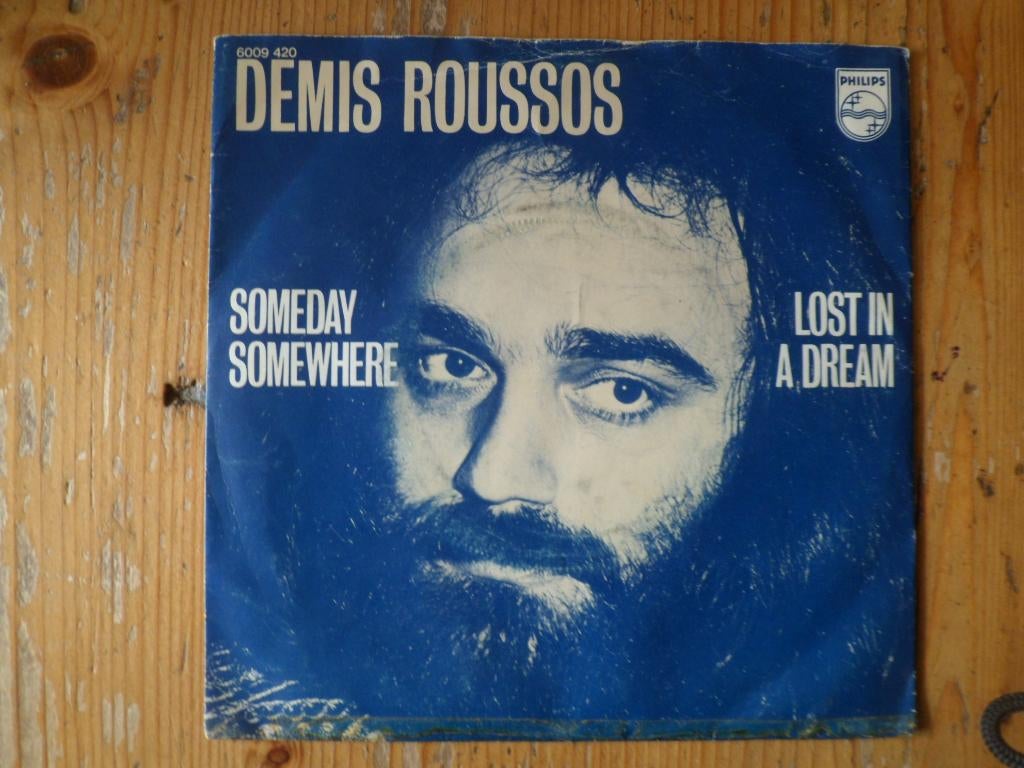 6009 420
DEMIS ROUSSOS
PHILIPS
SOMEDAY
SOMEWHERE
LOST IN
A DREAM